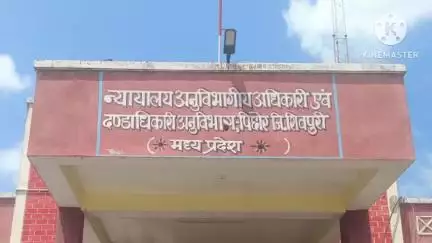 KINEMASTER
न्यायालय अनुविभागीय अधिकारी एवं
दण्डाधिकारी अनुविभाग-पिछोर जि.शिवपुरी
( मध्य प्रदेश )